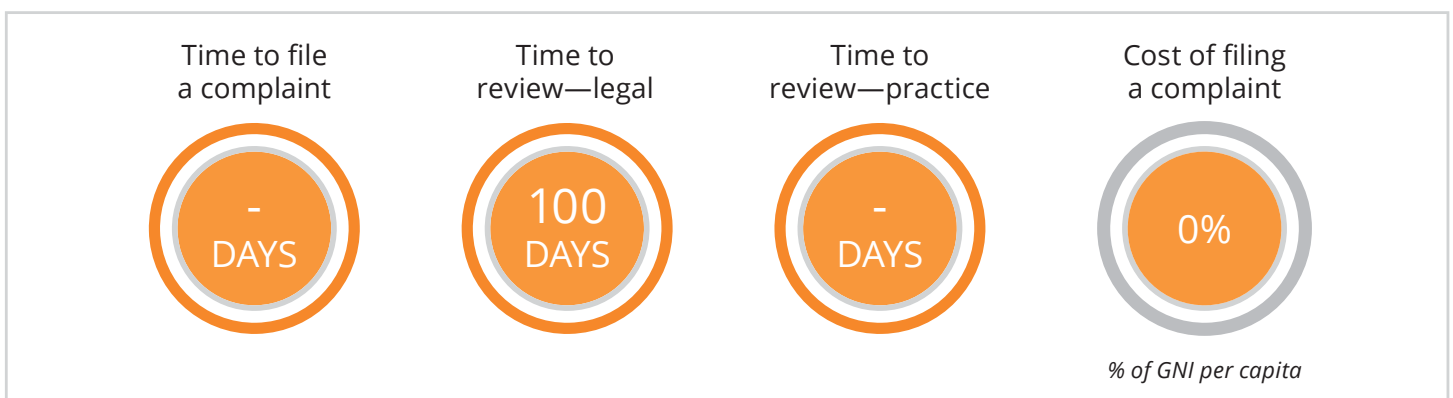 Time to file
a complaint
-
DAYS
Time to
review—legal
100
DAYS
Time to
review—practice
-
DAYS
Cost of filing
a complaint
0%
% of GNI per capita